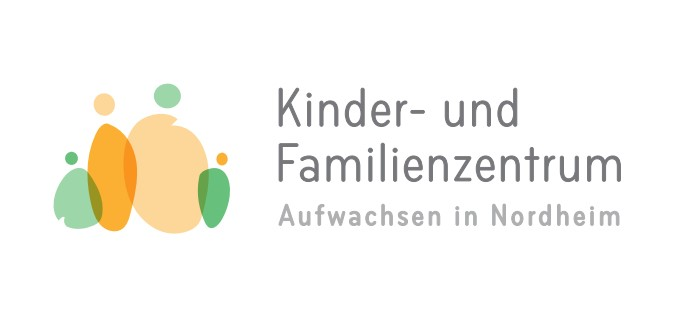 Kinder- und
Familienzentrum
Aufwachsen in Nordheim